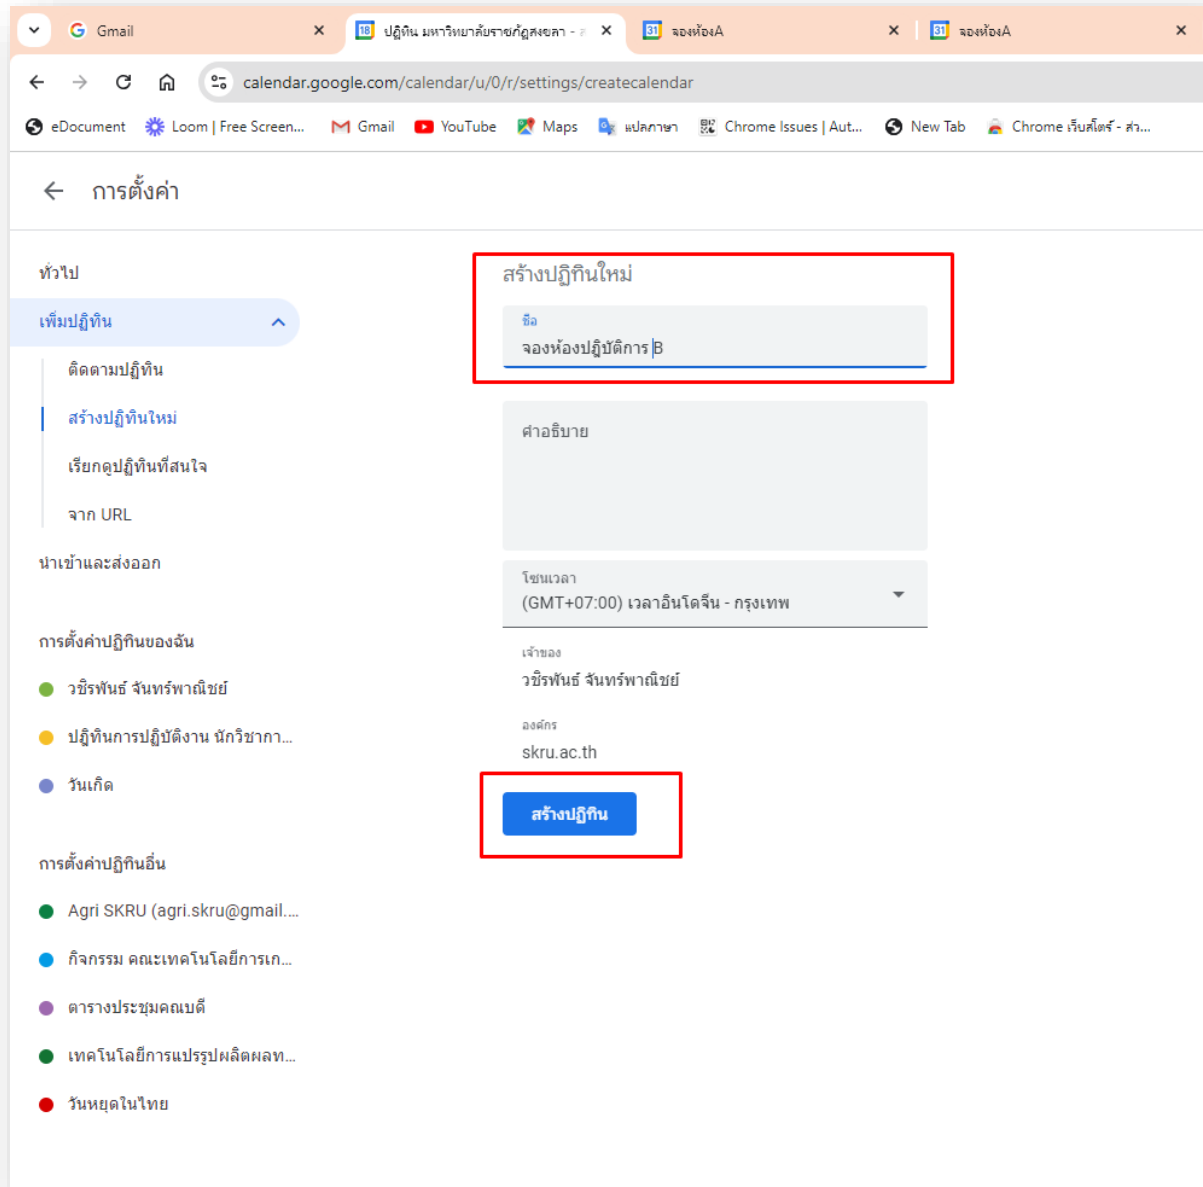 Gmail
ปฏิทิน มหาวิทยาลัยราชภัฏสงขลา - ส
จองห้องA
จองห้องA
calendar.google.com/calendar/u/0/r/settings/createcalendar
eDocument
Loom | Free Screen...
Gmail
YouTube
Maps
แปลภาษา
Chrome Issues | Aut...
New Tab
Chrome เว็บสโตร์ - ส่ว...
การตั้งค่า
ทั่วไป
เพิ่มปฏิทิน
ติดตามปฏิทิน
สร้างปฏิทินใหม่
เรียกดูปฏิทินที่สนใจ
จาก URL
นำเข้าและส่งออก
การตั้งค่าปฏิทินของฉัน
วชิรพันธ์ จันทร์พาณิชย์
ปฎิทินการปฏิบัติงาน นักวิชากา...
วันเกิด
การตั้งค่าปฏิทินอื่น
Agri SKRU (agri.skru@gmail....
กิจกรรม คณะเทคโนโลยีการเก...
ตารางประชุมคณบดี
เทคโนโลยีการแปรรูปผลิตผลท...
วันหยุดในไทย
สร้างปฏิทินใหม่
ชื่อ
จองห้องปฎิบัติการ B
คำอธิบาย
โซนเวลา
(GMT+07:00) เวลาอินโดจีน - กรุงเทพ
เจ้าของ
วชิรพันธ์ จันทร์พาณิชย์
องค์กร
skru.ac.th
สร้างปฏิทิน